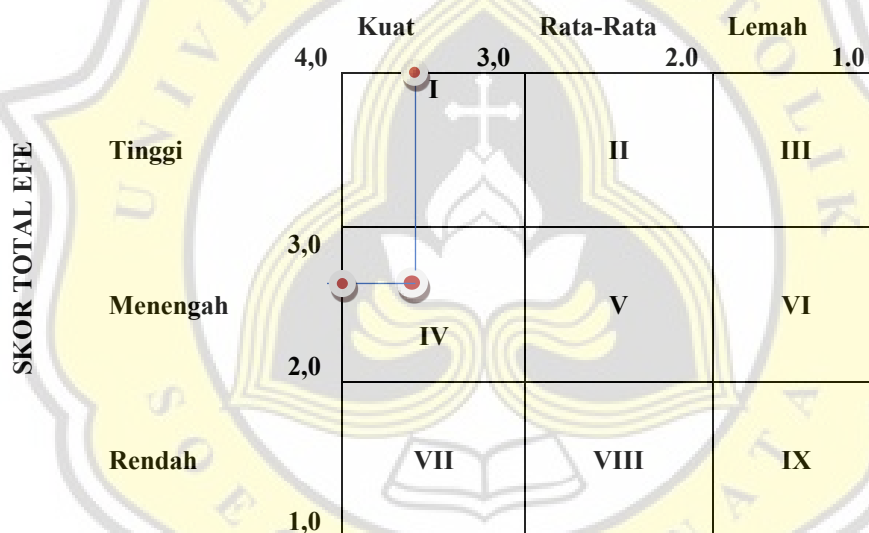 Kuat Rata-Rata Lemah
4,0 3,0 2.0 1.0
I
Tinggi II III
SKOR TOTAL EFE
3,0
Menengah V VI
IV
2,0
Rendah VII VIII IX
1,0